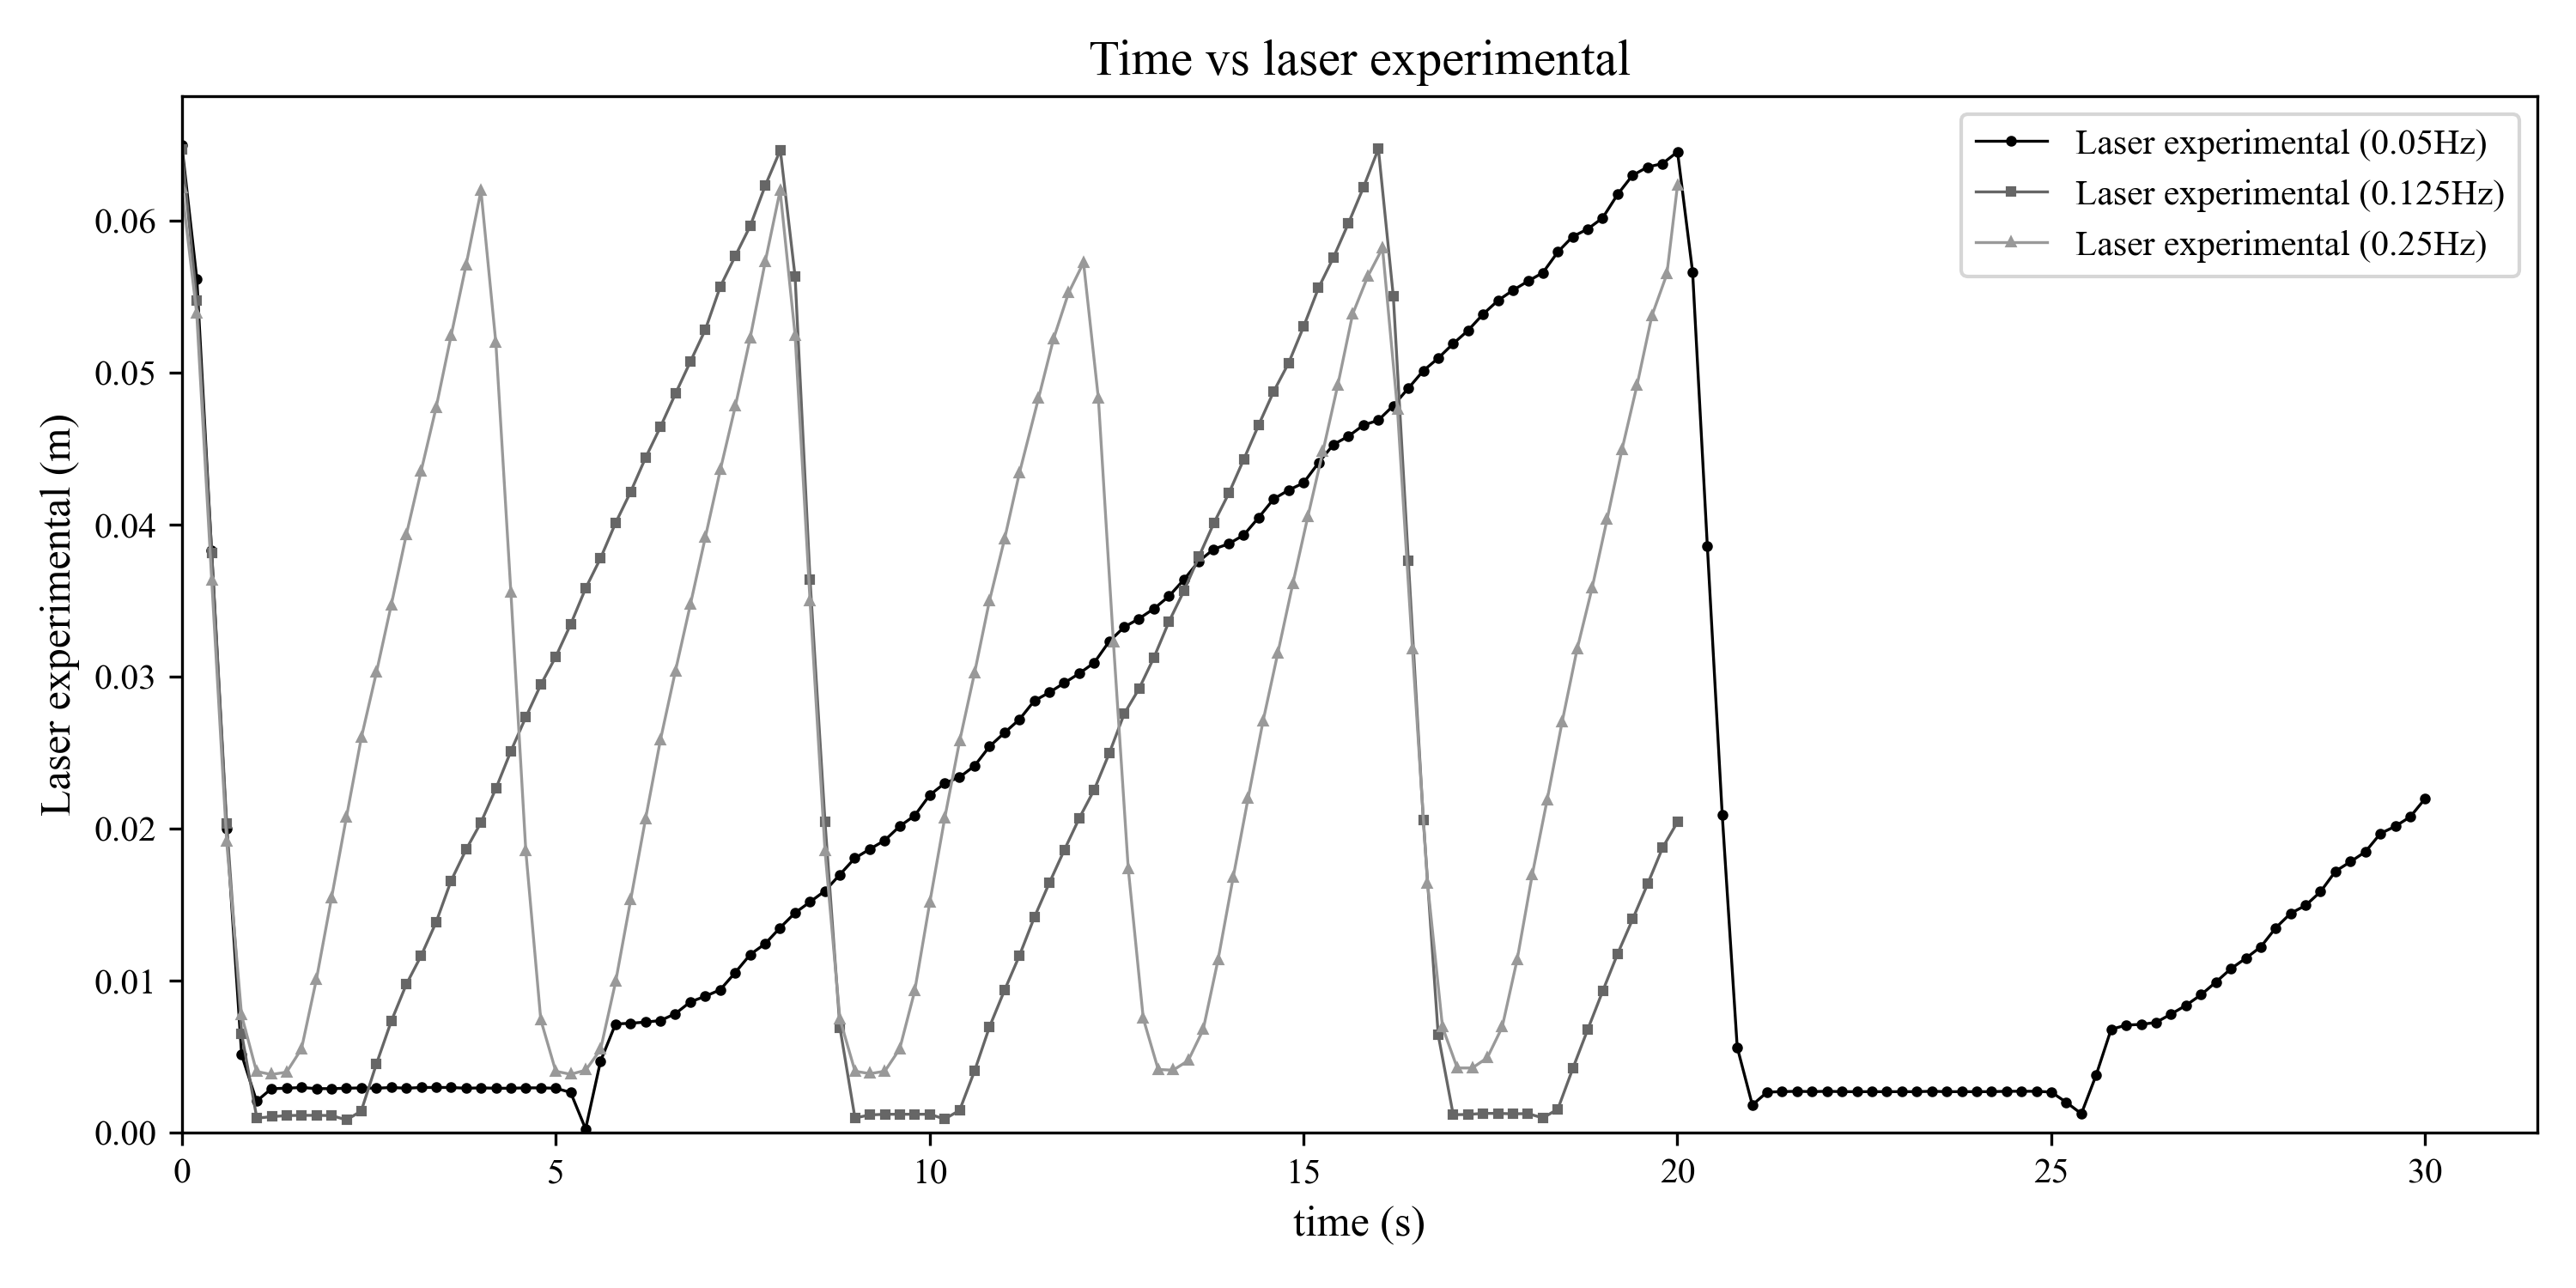 Time vs laser experimental
Laser experimental (0.05Hz)
Laser experimental (0.125Hz)
Laser experimental (0.25Hz)
Laser experimental (m)
0.06
0.05
0.04
0.03
0.02
0.01
0.00
0 5 10 15 20 25 30
time (s)